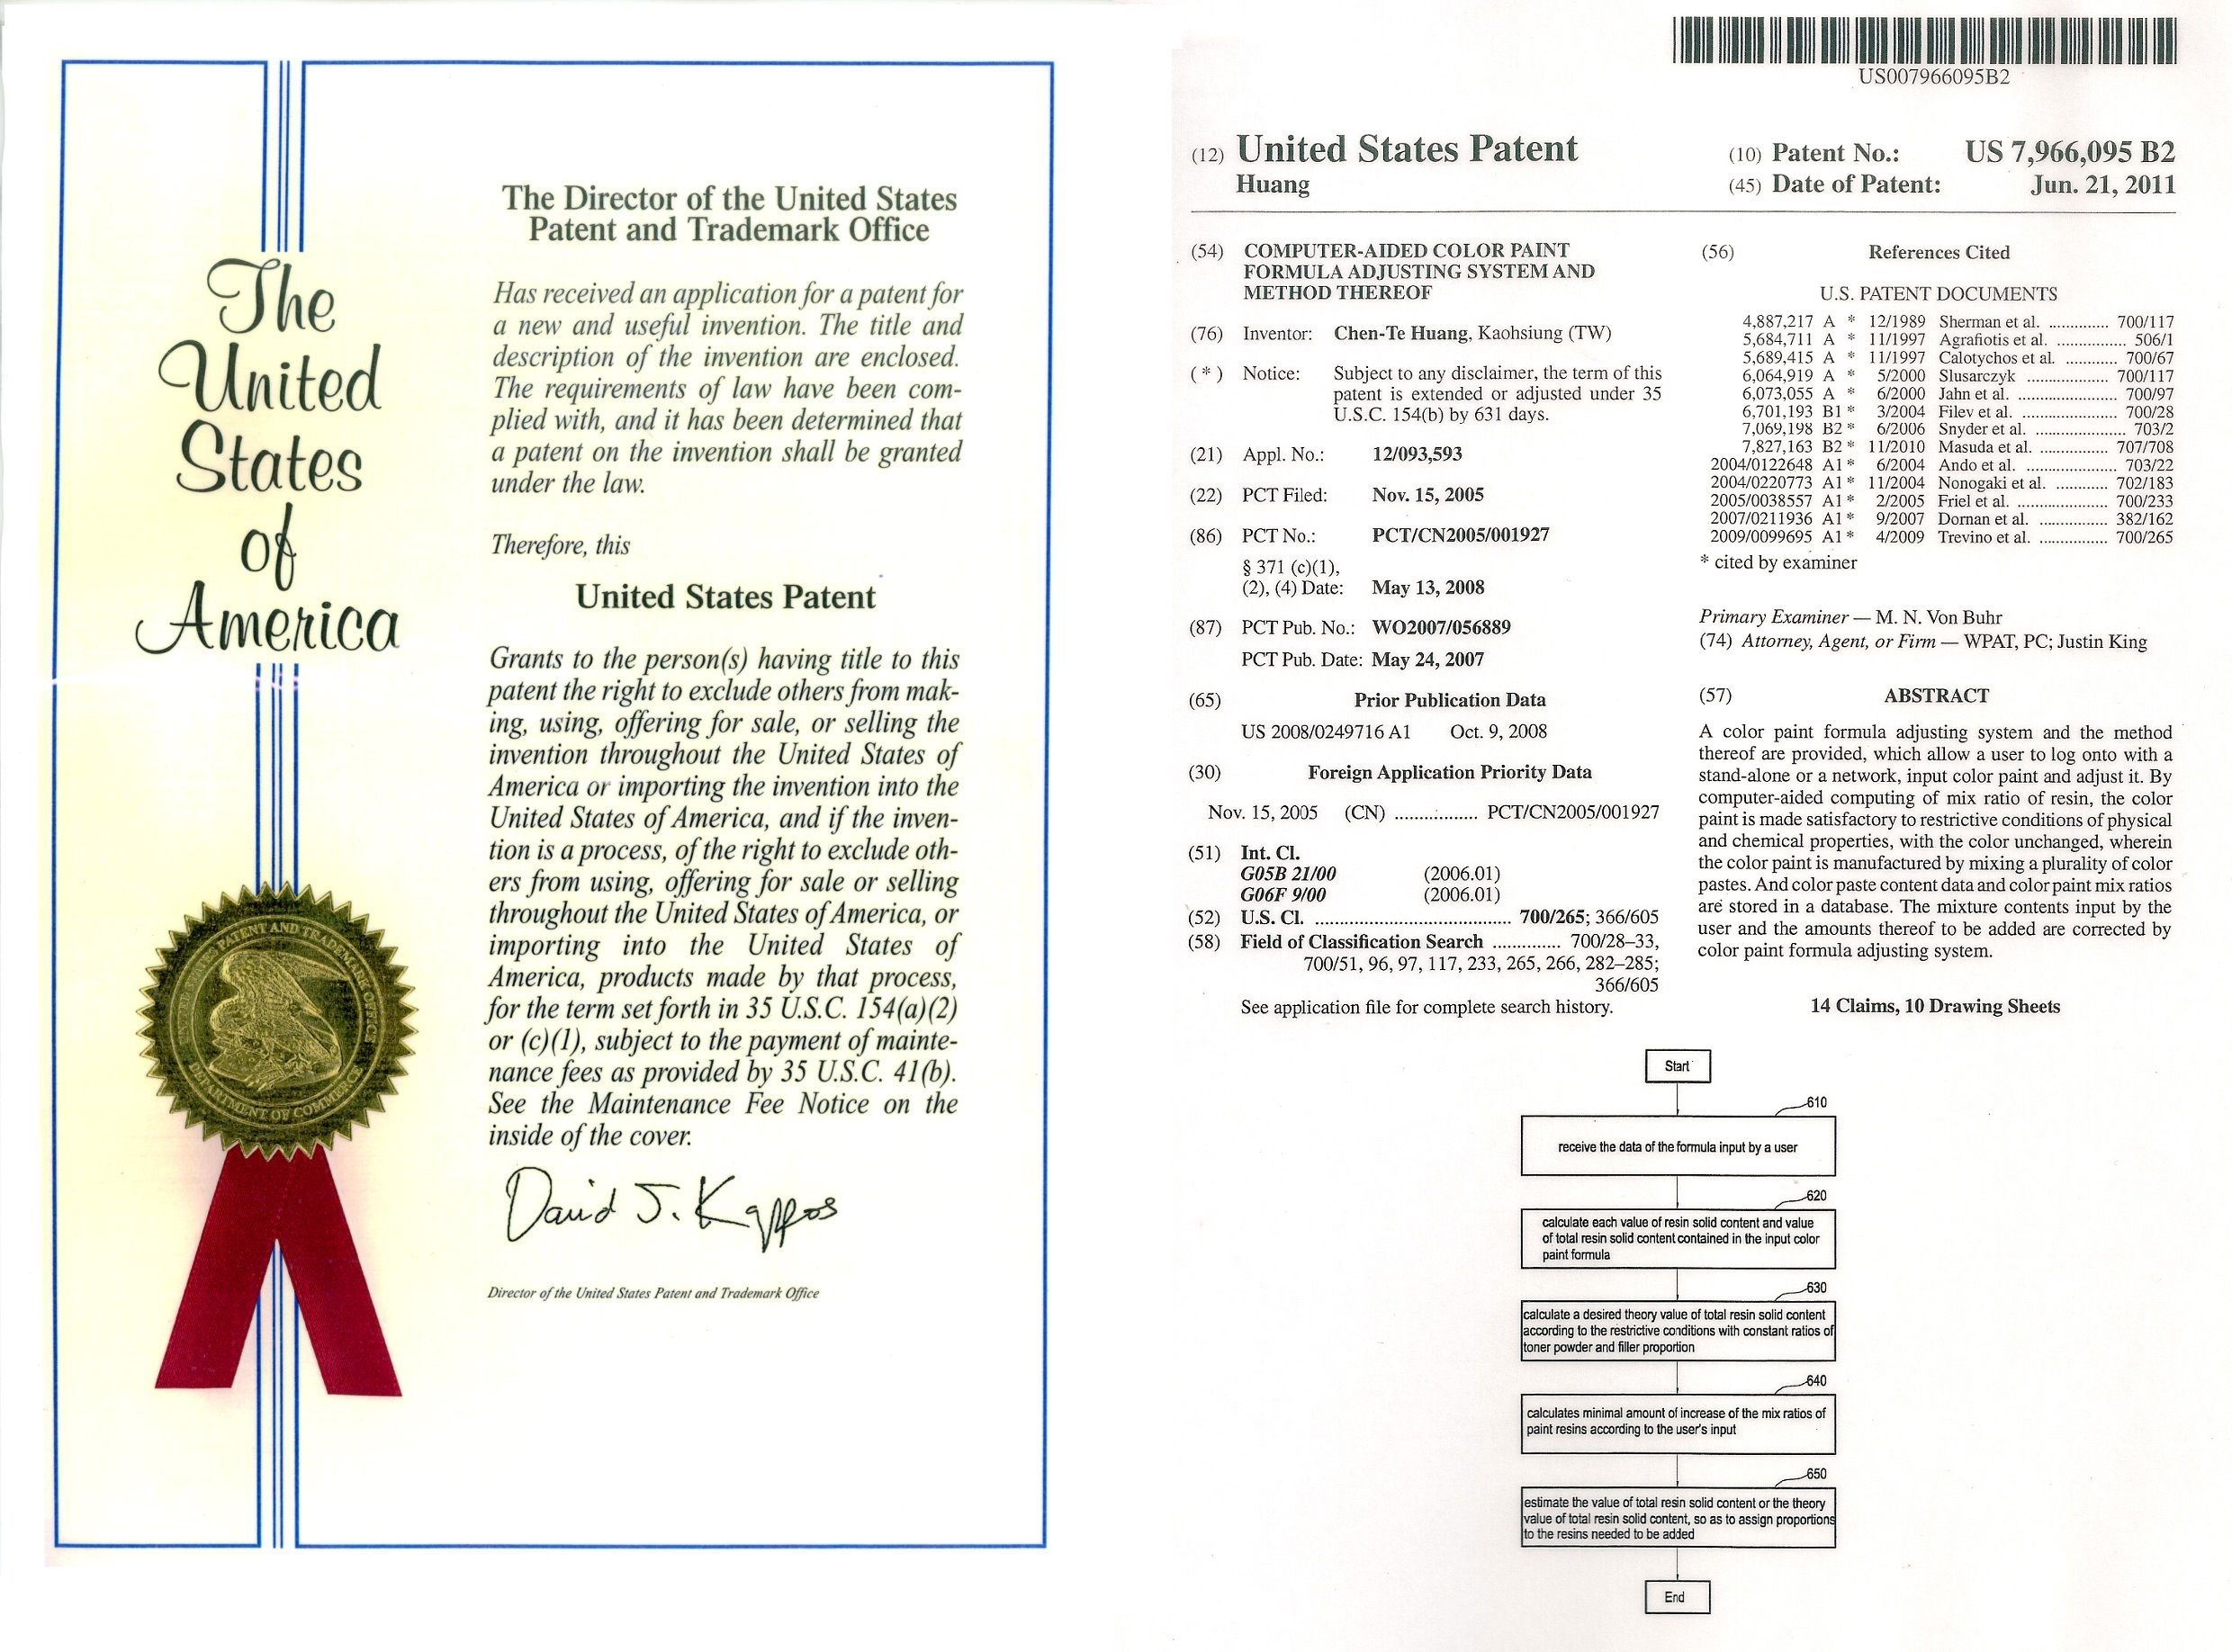 The
United
States
of
America
The Director of the United States
Patent and Trademark Office
Has received an application for a patent for
a new and useful invention. The title and
description of the invention are enclosed.
The requirements of law have been com-
plied with, and it has been determined that
a patent on the invention shall be granted
under the law.
Therefore, this
United States Patent
Grants to the person(s) having title to this
patent the right to exclude others from mak-
ing, using, offering for sale, or selling the
invention throughout the United States of
America or importing the invention into the
United States of America, and if the inven-
tion is a process, of the right to exclude oth-
ers from using, offering for sale or selling
throughout the United States of America, or
importing into the United States of
America, products made by that process,
for the term set forth in 35 U.S.C. 154(a)(2)
or (c)(1), subject to the payment of mainte-
nance fees as provided by 35 U.S.C. 41(b).
See the Maintenance Fee Notice on the
inside of the cover.
David J. Kappos
Director of the United States Patent and Trademark Office
PATENT AND TRADEMARK OFFICE
DEPARTMENT OF COMMERCE
US007966095B2
(12) United States Patent
Huang
(10) Patent No.: US 7,966,095 B2
(45) Date of Patent: Jun. 21, 2011
(54) COMPUTER-AIDED COLOR PAINT
FORMULA ADJUSTING SYSTEM AND
METHOD THEREOF
(76) Inventor: Chen-Te Huang, Kaohsiung (TW)
( * ) Notice: Subject to any disclaimer, the term of this
patent is extended or adjusted under 35
U.S.C. 154(b) by 631 days.
(21) Appl. No.: 12/093,593
(22) PCT Filed: Nov. 15, 2005
(86) PCT No.: PCT/CN2005/001927
§ 371 (c)(1),
(2), (4) Date: May 13, 2008
(87) PCT Pub. No.: WO2007/056889
PCT Pub. Date: May 24, 2007
(65) Prior Publication Data
US 2008/0249716 A1 Oct. 9, 2008
(30) Foreign Application Priority Data
Nov. 15, 2005 (CN) ................ PCT/CN2005/001927
(51) Int. Cl.
G05B 21/00 (2006.01)
G06F 9/00 (2006.01)
(52) U.S. Cl. ...................................... 700/265; 366/605
(58) Field of Classification Search ............. 700/28–33,
700/51, 96, 97, 117, 233, 265, 266, 282–285;
366/605
See application file for complete search history.
(56) References Cited
U.S. PATENT DOCUMENTS
4,887,217 A * 12/1989 Sherman et al. ............. 700/117
5,684,711 A * 11/1997 Agrafiotis et al. ............... 506/1
5,689,415 A * 11/1997 Calotychos et al. ........... 700/67
6,064,919 A * 5/2000 Slusarczyk .................. 700/117
6,073,055 A * 6/2000 Jahn et al. ..................... 700/97
6,701,193 B1 * 3/2004 Filev et al. ..................... 700/28
7,069,198 B2 * 6/2006 Snyder et al. .................... 703/2
7,827,163 B2 * 11/2010 Masuda et al. ............... 707/708
2004/0122648 A1 * 6/2004 Ando et al. .................... 703/22
2004/0220773 A1 * 11/2004 Nonogaki et al. ............ 702/183
2005/0038557 A1 * 2/2005 Friel et al. .................... 700/233
2007/0211936 A1 * 9/2007 Dornan et al. ................ 382/162
2009/0099695 A1 * 4/2009 Trevino et al. ............... 700/265
* cited by examiner
Primary Examiner — M. N. Von Buhr
(74) Attorney, Agent, or Firm — WPAT, PC; Justin King
(57) ABSTRACT
A color paint formula adjusting system and the method
thereof are provided, which allow a user to log onto with a
stand-alone or a network, input color paint and adjust it. By
computer-aided computing of mix ratio of resin, the color
paint is made satisfactory to restrictive conditions of physical
and chemical properties, with the color unchanged, wherein
the color paint is manufactured by mixing a plurality of color
pastes. And color paste content data and color paint mix ratios
are stored in a database. The mixture contents input by the
user and the amounts thereof to be added are corrected by
color paint formula adjusting system.
14 Claims, 10 Drawing Sheets
Start
610
receive the data of the formula input by a user
620
calculate each value of resin solid content and value
of total resin solid content contained in the input color
paint formula
630
calculate a desired theory value of total resin solid content
according to the restrictive conditions with constant ratios of
toner powder and filler proportion
640
calculates minimal amount of increase of the mix ratios of
paint resins according to the user's input
650
estimate the value of total resin solid content or the theory
value of total resin solid content, so as to assign proportions
to the resins needed to be added
End